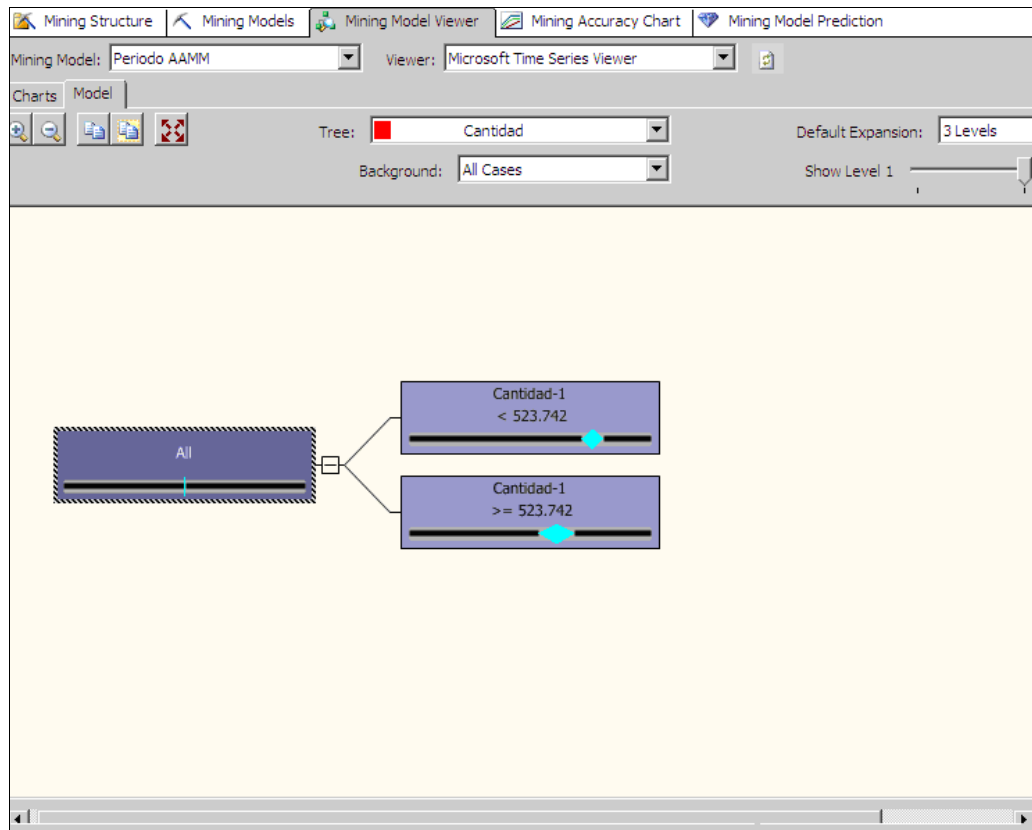 Mining Structure Mining Models Mining Model Viewer Mining Accuracy Chart Mining Model Prediction
Mining Model: Periodo AAMM Viewer: Microsoft Time Series Viewer
Charts Model
Tree: Cantidad Default Expansion: 3 Levels
Background: All Cases Show Level 1
Cantidad-1
< 523.742
All
Cantidad-1
>= 523.742